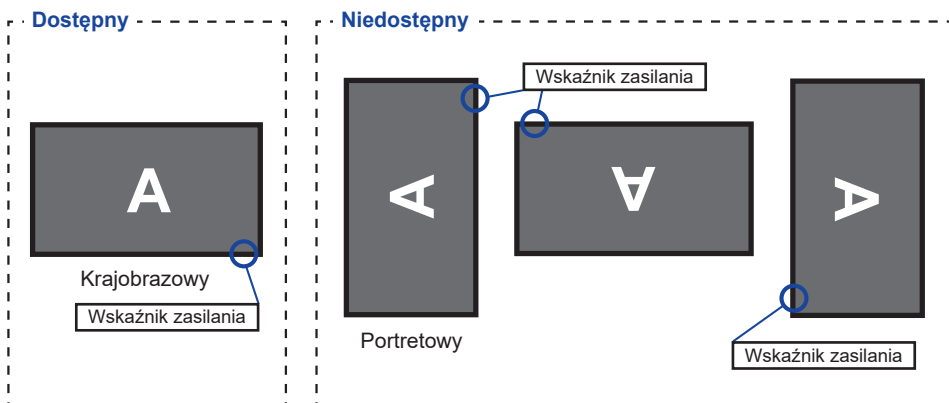 Dostępny
Niedostępny
Wskaźnik zasilania
A
A
A
A
Krajobrazowy
Wskaźnik zasilania
Portretowy
Wskaźnik zasilania